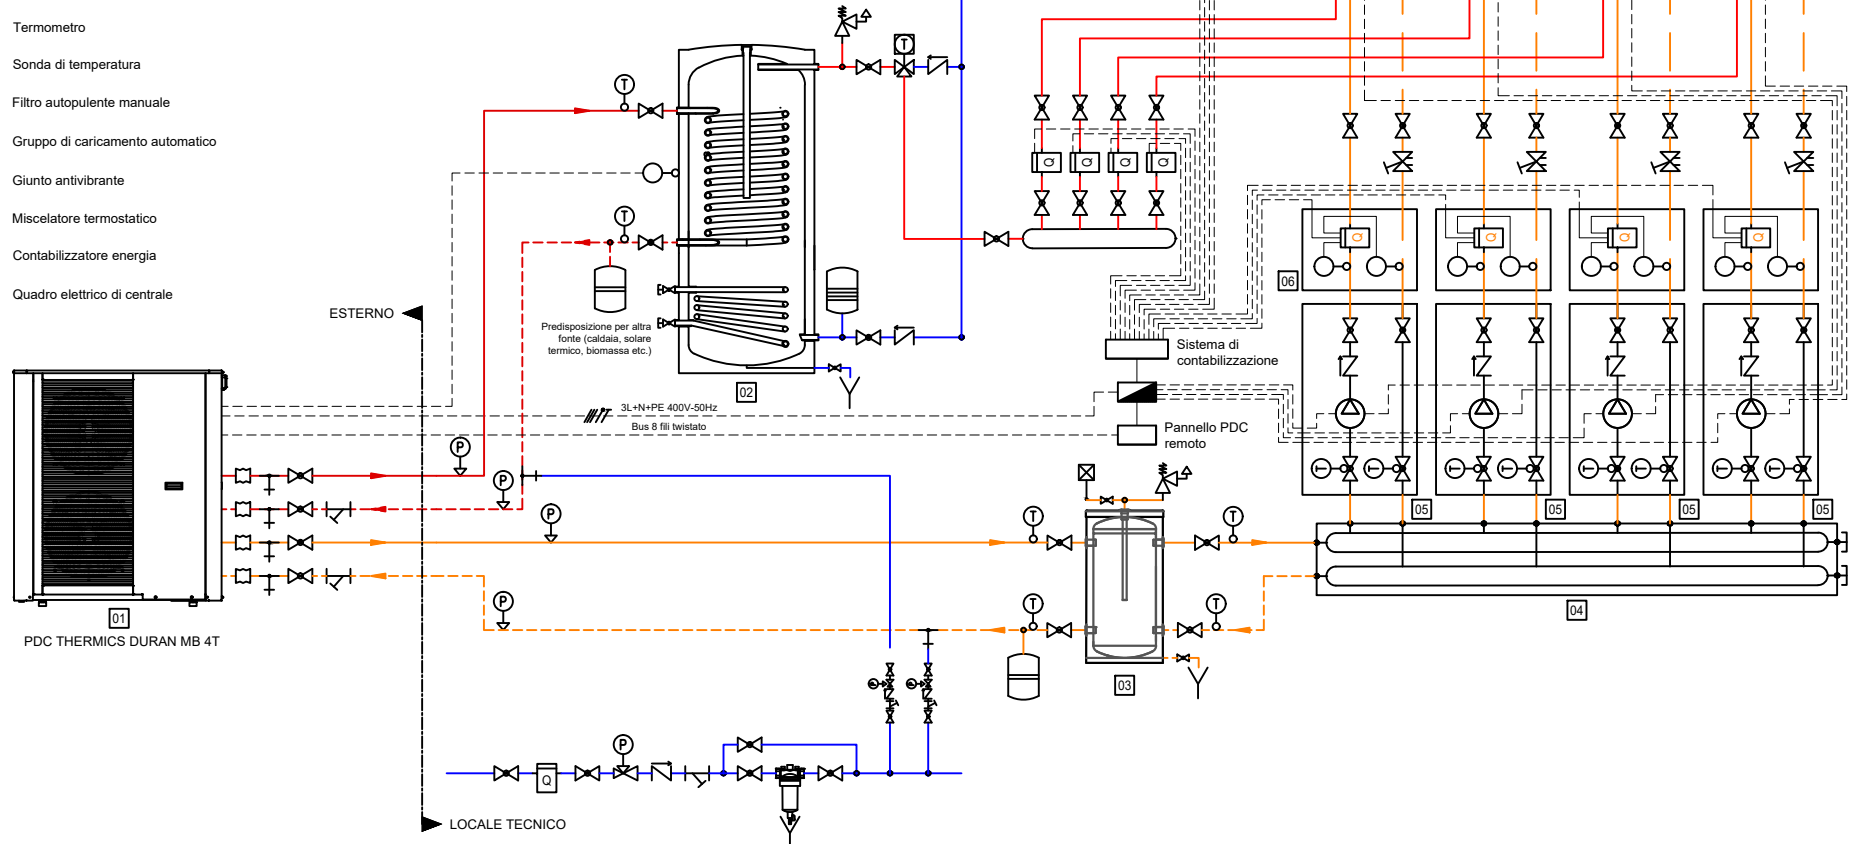 Termometro
Sonda di temperatura
Filtro autopulente manuale
Gruppo di caricamento automatico
Giunto antivibrante
Miscelatore termostatico
Contabilizzatore energia
Quadro elettrico di centrale
ESTERNO
T
T
T
Predisposizione per altra
fonte (caldaia, solare
termico, biomassa etc.)
02
3L+N+PE 400V-50Hz
Bus 8 fili twistato
Q
Q
Q
Q
Sistema di
contabilizzazione
Pannello PDC
remoto
Q
Q
Q
Q
06
T
T
T
T
T
T
T
T
05
05
05
05
04
P
P
P
P
01
PDC THERMICS DURAN MB 4T
T
T
T
T
03
P
P
P
Q
LOCALE TECNICO